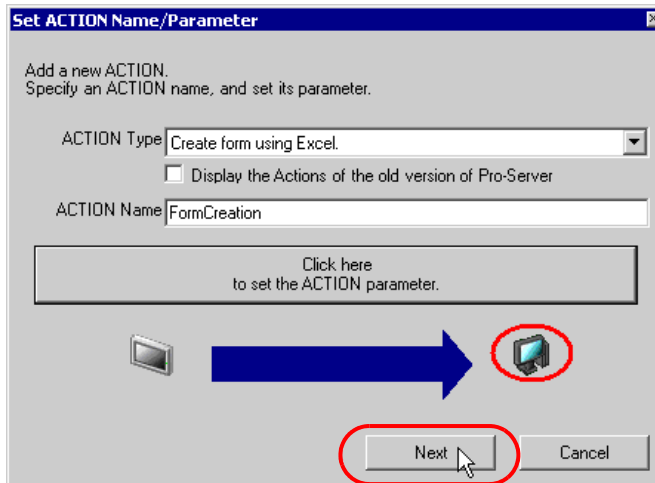 Set ACTION Name/Parameter
Add a new ACTION.
Specify an ACTION name, and set its parameter.
ACTION Type Create form using Excel.
Display the Actions of the old version of Pro-Server
ACTION Name FormCreation
Click here
to set the ACTION parameter.
Next Cancel